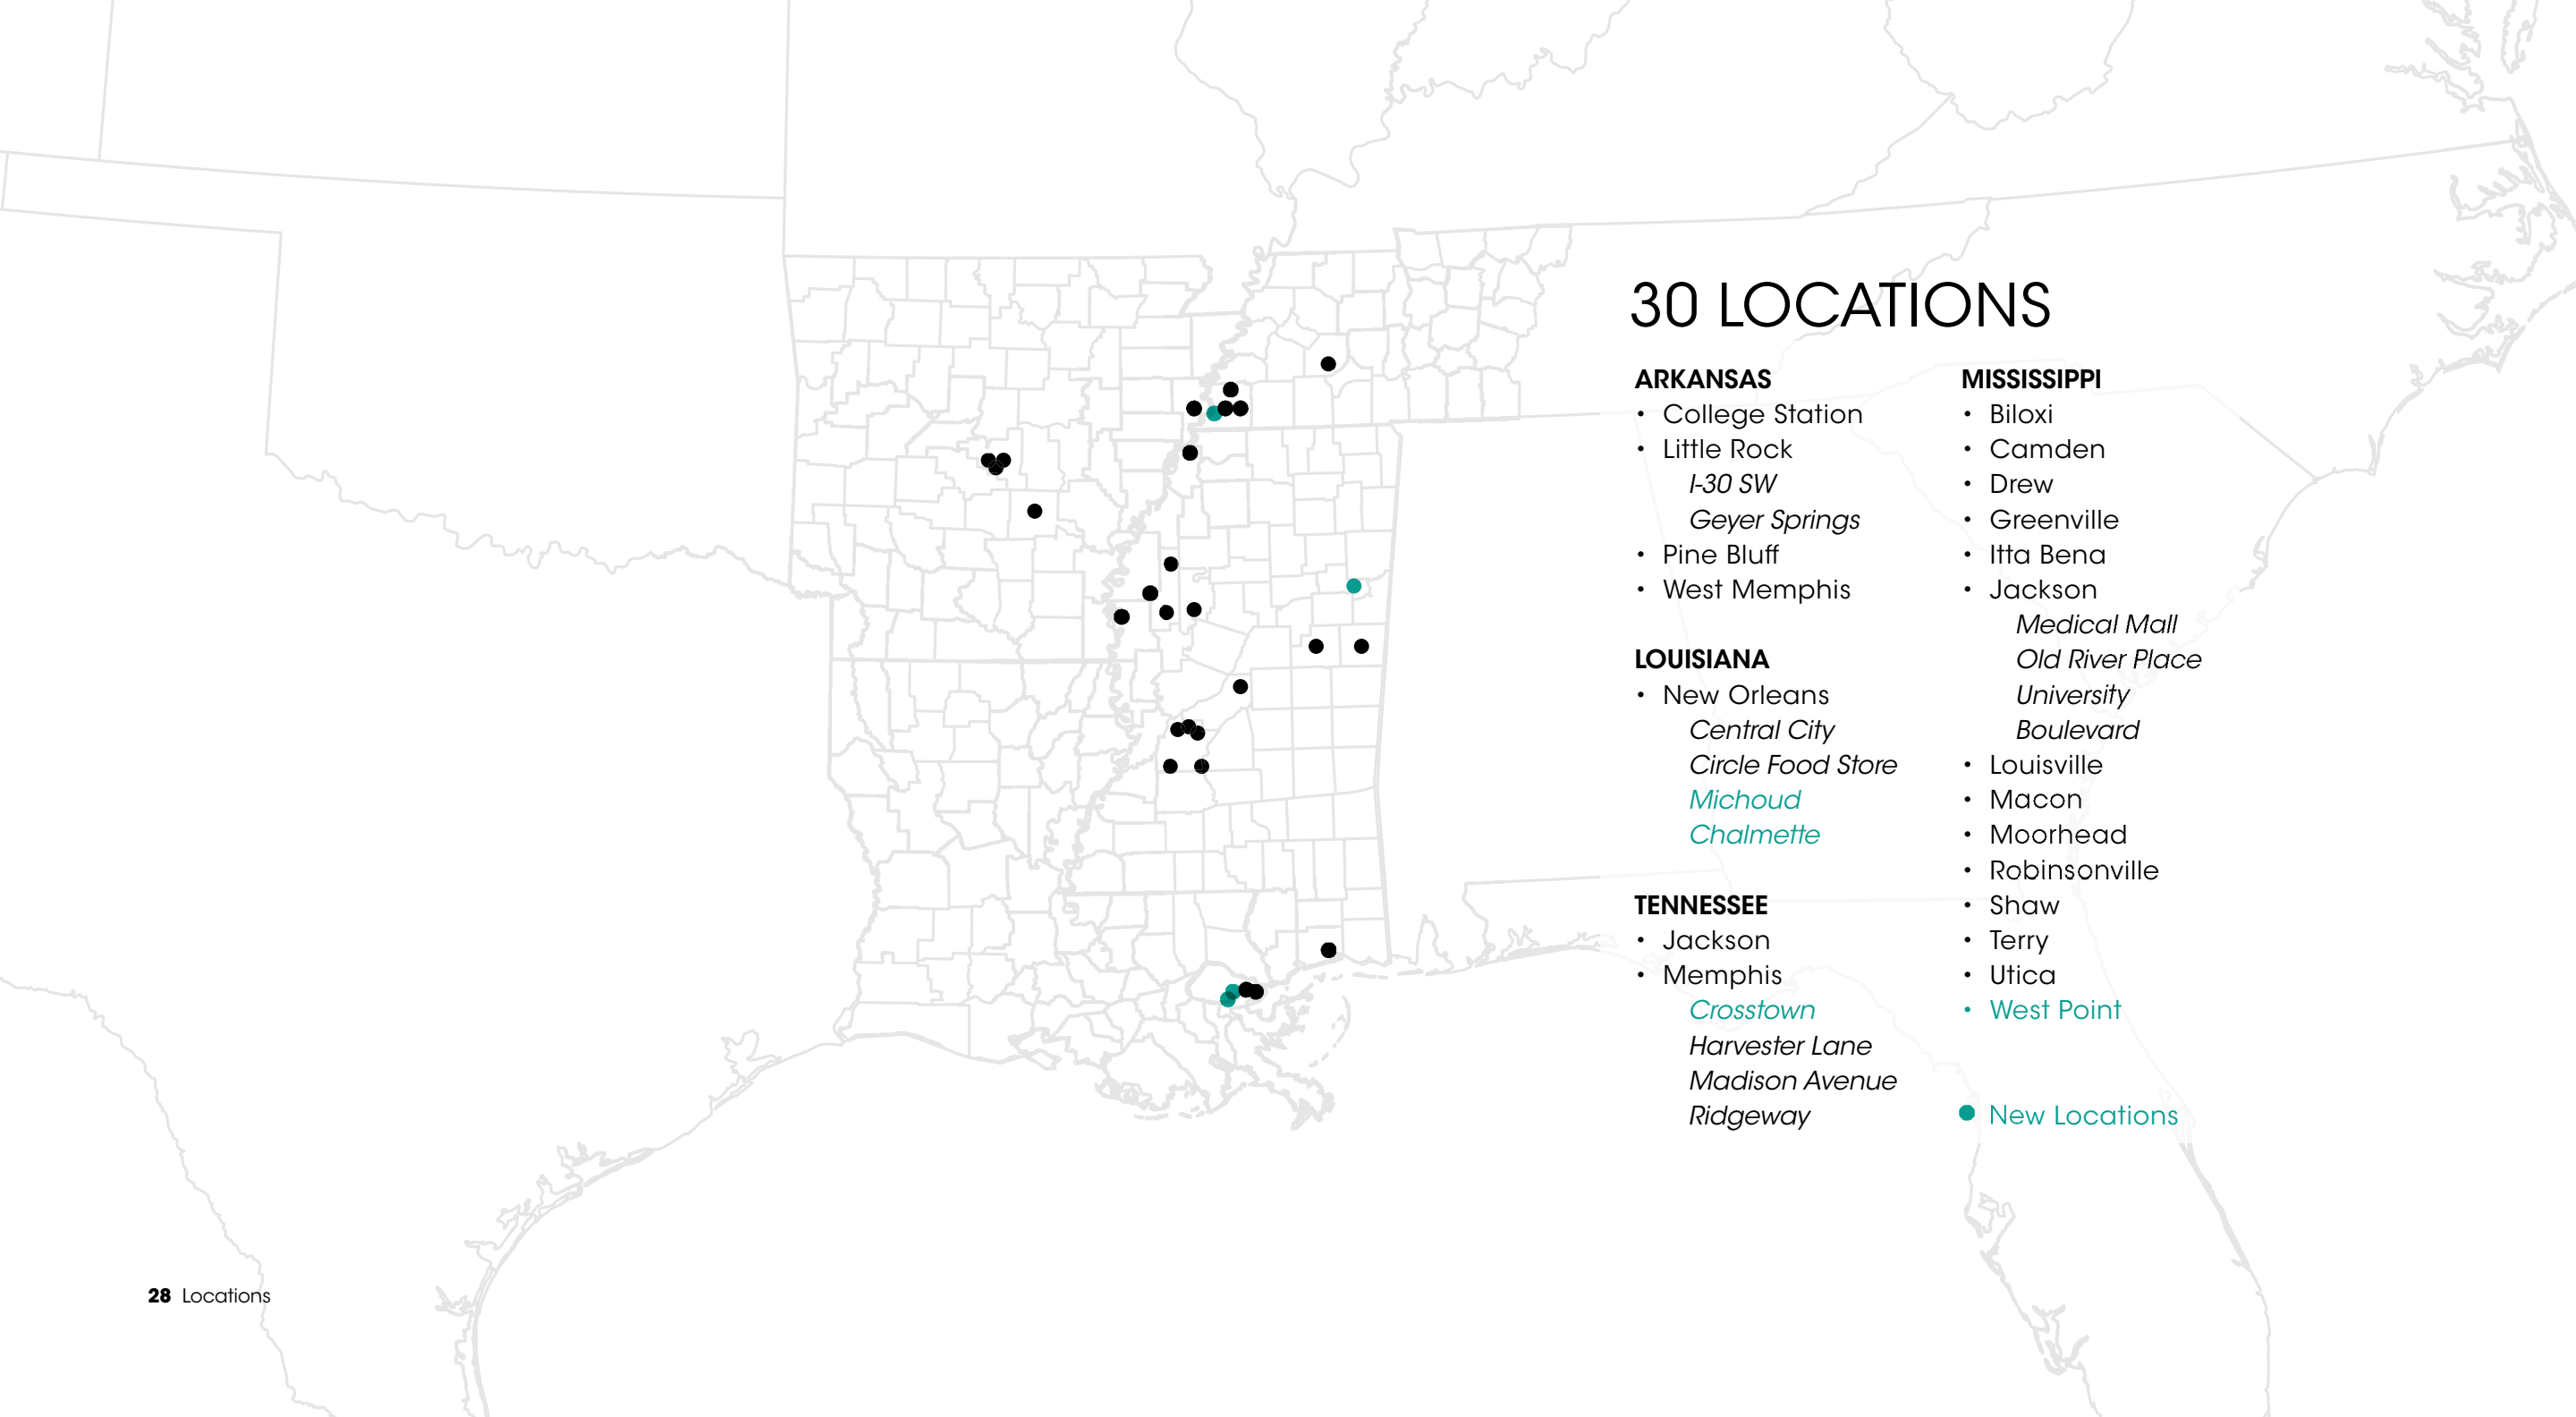 30 LOCATIONS
ARKANSAS
• College Station
• Little Rock
I-30 SW
Geyer Springs
• Pine Bluff
• West Memphis
LOUISIANA
• New Orleans
Central City
Circle Food Store
Michoud
Chalmette
TENNESSEE
• Jackson
• Memphis
Crosstown
Harvester Lane
Madison Avenue
Ridgeway
MISSISSIPPI
• Biloxi
• Camden
• Drew
• Greenville
• Itta Bena
• Jackson
Medical Mall
Old River Place
University
Boulevard
• Louisville
• Macon
• Moorhead
• Robinsonville
• Shaw
• Terry
• Utica
• West Point
New Locations
28 Locations